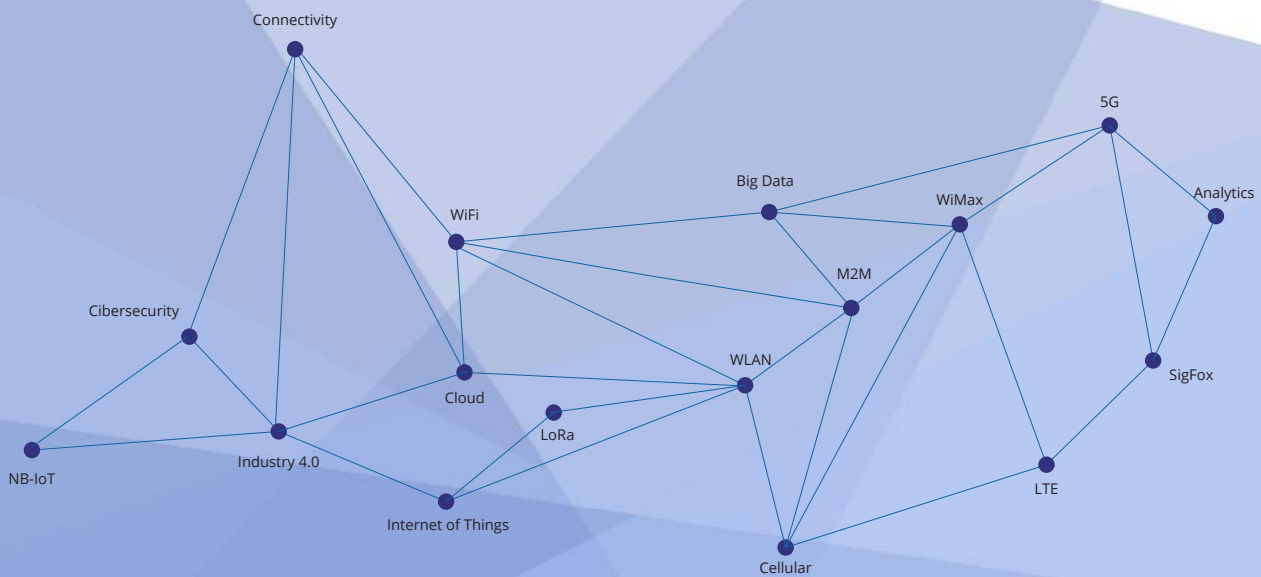 Connectivity
5G
Big Data
Analytics
WiMax
WiFi
M2M
Cibersecurity
WLAN
SigFox
Cloud
LoRa
Industry 4.0
NB-IoT
LTE
Internet of Things
Cellular